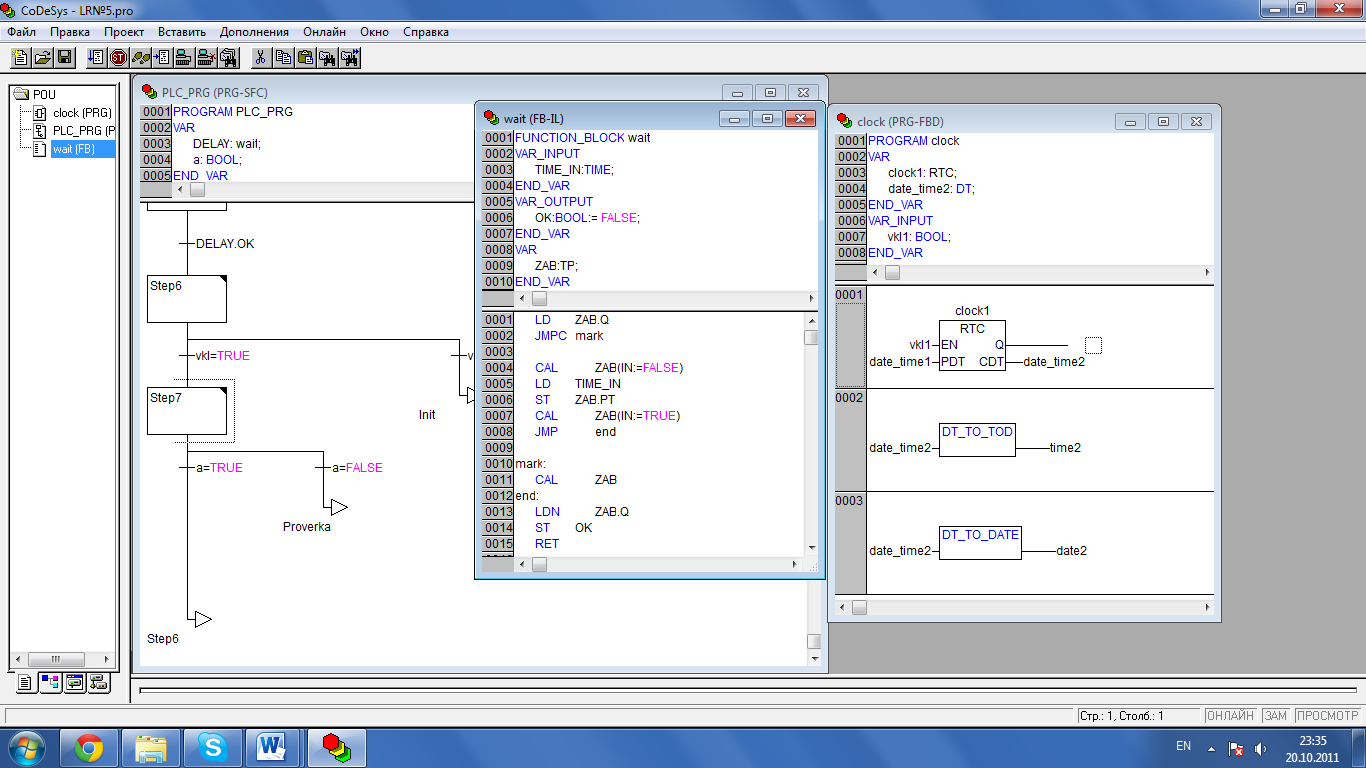 CoDeSys - LR№5.pro
Файл Правка Проект Вставить Дополнения Онлайн Окно Справка
POU
clock (PRG)
PLC_PRG (P
wait (FB)
PLC_PRG (PRG-SFC)
0001 PROGRAM PLC_PRG
0002 VAR
0003 DELAY: wait;
0004 a: BOOL;
0005 END_VAR
DELAY.OK
Step6
vkl=TRUE
v
Step7
Init
a=TRUE
a=FALSE
Proverka
Step6
wait (FB-IL)
0001 FUNCTION_BLOCK wait
0002 VAR_INPUT
0003 TIME_IN:TIME;
0004 END_VAR
0005 VAR_OUTPUT
0006 OK:BOOL:= FALSE;
0007 END_VAR
0008 VAR
0009 ZAB:TP;
0010 END_VAR
0001 LD ZAB.Q
0002 JMPC mark
0003
0004 CAL ZAB(IN:=FALSE)
0005 LD TIME_IN
0006 ST ZAB.PT
0007 CAL ZAB(IN:=TRUE)
0008 JMP end
0009
0010 mark:
0011 CAL ZAB
0012 end:
0013 LDN ZAB.Q
0014 ST OK
0015 RET
clock (PRG-FBD)
0001 PROGRAM clock
0002 VAR
0003 clock1: RTC;
0004 date_time2: DT;
0005 END_VAR
0006 VAR_INPUT
0007 vkl1: BOOL;
0008 END_VAR
0001
clock1
RTC
vkl1 EN Q
date_time1 PDT CDT date_time2
0002
DT_TO_TOD
date_time2 time2
0003
DT_TO_DATE
date_time2 date2
Стр.: 1, Столб.: 1 ОНЛАЙН ЗАМ ПРОСМОТР
EN
23:35
20.10.2011